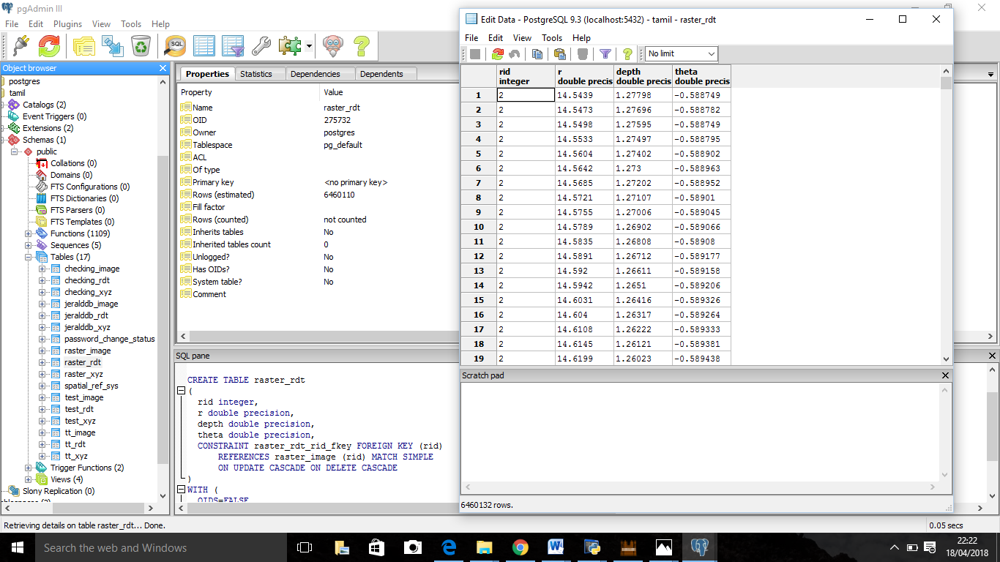 pgAdmin III
File Edit Plugins View Tools Help
Object browser
postgres
tamil
Catalogs (2)
Event Triggers (0)
Extensions (2)
Schemas (1)
public
Collations (0)
Domains (0)
FTS Configurations (0)
FTS Dictionaries (0)
FTS Parsers (0)
FTS Templates (0)
Functions (1109)
Sequences (5)
Tables (17)
checking_image
checking_rdt
checking_xyz
jeralddb_image
jeralddb_rdt
jeralddb_xyz
password_change_status
raster_image
raster_rdt
raster_xyz
spatial_ref_sys
test_image
test_rdt
test_xyz
tt_image
tt_rdt
tt_xyz
Trigger Functions (2)
Views (4)
Slony Replication (0)
Properties Statistics Dependencies Dependents
Property Value
Name raster_rdt
OID 275732
Owner postgres
Tablespace pg_default
ACL
Of type
Primary key <no primary key>
Rows (estimated) 6460110
Fill factor
Rows (counted) not counted
Inherits tables No
Inherited tables count 0
Unlogged? No
Has OIDs? No
System table? No
Comment
SQL pane
CREATE TABLE raster_rdt
(
rid integer,
r double precision,
depth double precision,
theta double precision,
CONSTRAINT raster_rdt_rid_fkey FOREIGN KEY (rid)
REFERENCES raster_image (rid) MATCH SIMPLE
ON UPDATE CASCADE ON DELETE CASCADE
)
WITH (
OIDS=FALSE
Edit Data - PostgreSQL 9.3 (localhost:5432) - tamil - raster_rdt
File Edit View Tools Help
SQL
No limit
rid r depth theta
integer double precis double precis double precis
1 2 14.5439 1.27798 -0.588749
2 2 14.5473 1.27696 -0.588782
3 2 14.5498 1.27595 -0.588749
4 2 14.5533 1.27497 -0.588795
5 2 14.5604 1.27402 -0.588902
6 2 14.5642 1.273 -0.588963
7 2 14.5685 1.27202 -0.588952
8 2 14.5721 1.27107 -0.58901
9 2 14.5755 1.27006 -0.589045
10 2 14.5789 1.26902 -0.589066
11 2 14.5835 1.26808 -0.58908
12 2 14.5891 1.26712 -0.589177
13 2 14.592 1.26611 -0.589158
14 2 14.5942 1.2651 -0.589206
15 2 14.6031 1.26416 -0.589326
16 2 14.604 1.26317 -0.589264
17 2 14.6108 1.26222 -0.589333
18 2 14.6145 1.26121 -0.589381
19 2 14.6199 1.26023 -0.589438
Scratch pad
6460132 rows.
Retrieving details on table raster_rdt... Done.
0.05 secs
Search the web and Windows
22:22
18/04/2018